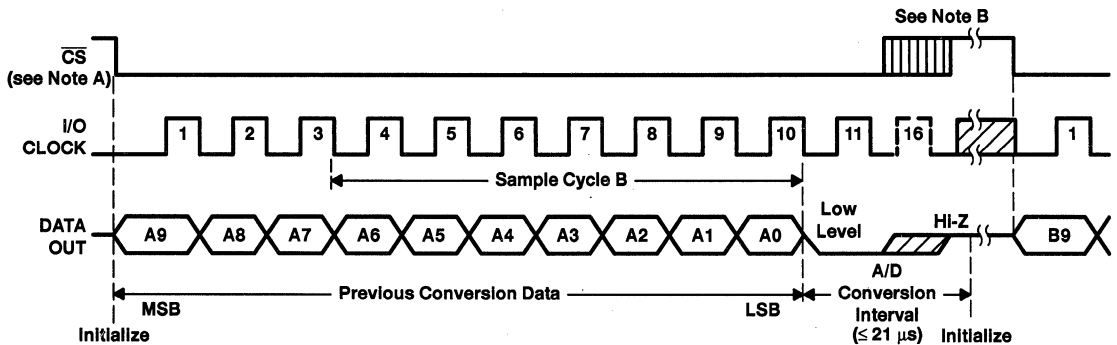 See Note B
CS
(see Note A)
I/O
CLOCK
1 2 3 4 5 6 7 8 9 10 11 16 1
Sample Cycle B
DATA
OUT
A9 A8 A7 A6 A5 A4 A3 A2 A1 A0
Low
Level
Hi-Z
B9
A/D
Conversion
Interval
(≤ 21 μs)
Previous Conversion Data
MSB
LSB
Initialize
Initialize